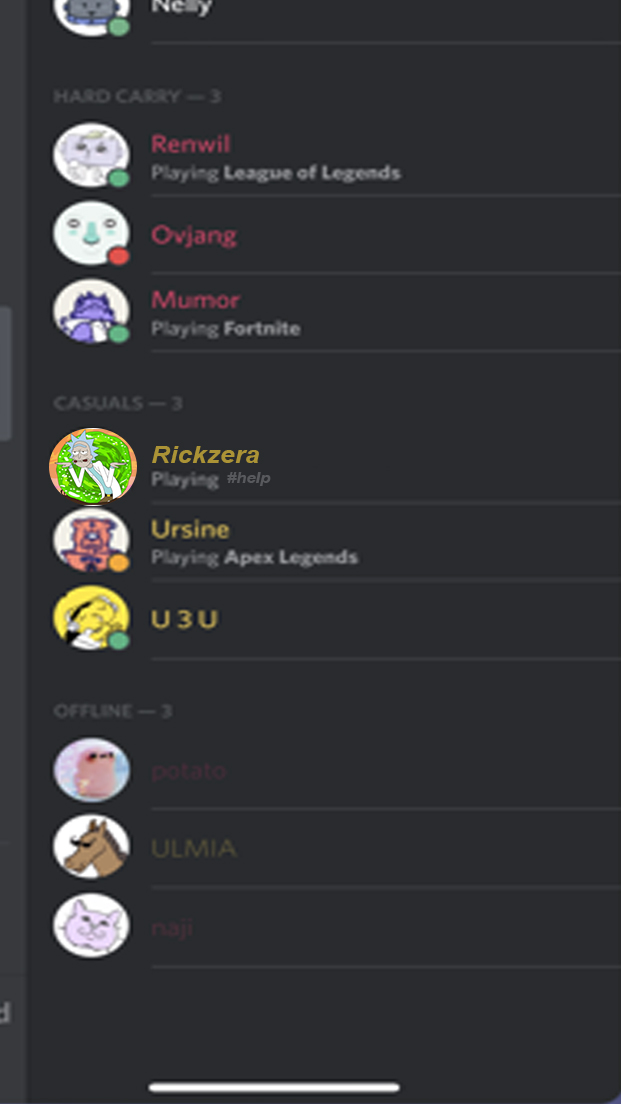 Nelly
HARD CARRY — 3
Renwil
Playing League of Legends
Ovjang
Mumor
Playing Fortnite
CASUALS — 3
Rickzera
Playing #help
Ursine
Playing Apex Legends
U 3 U
OFFLINE — 3
potato
ULMIA
naji
d